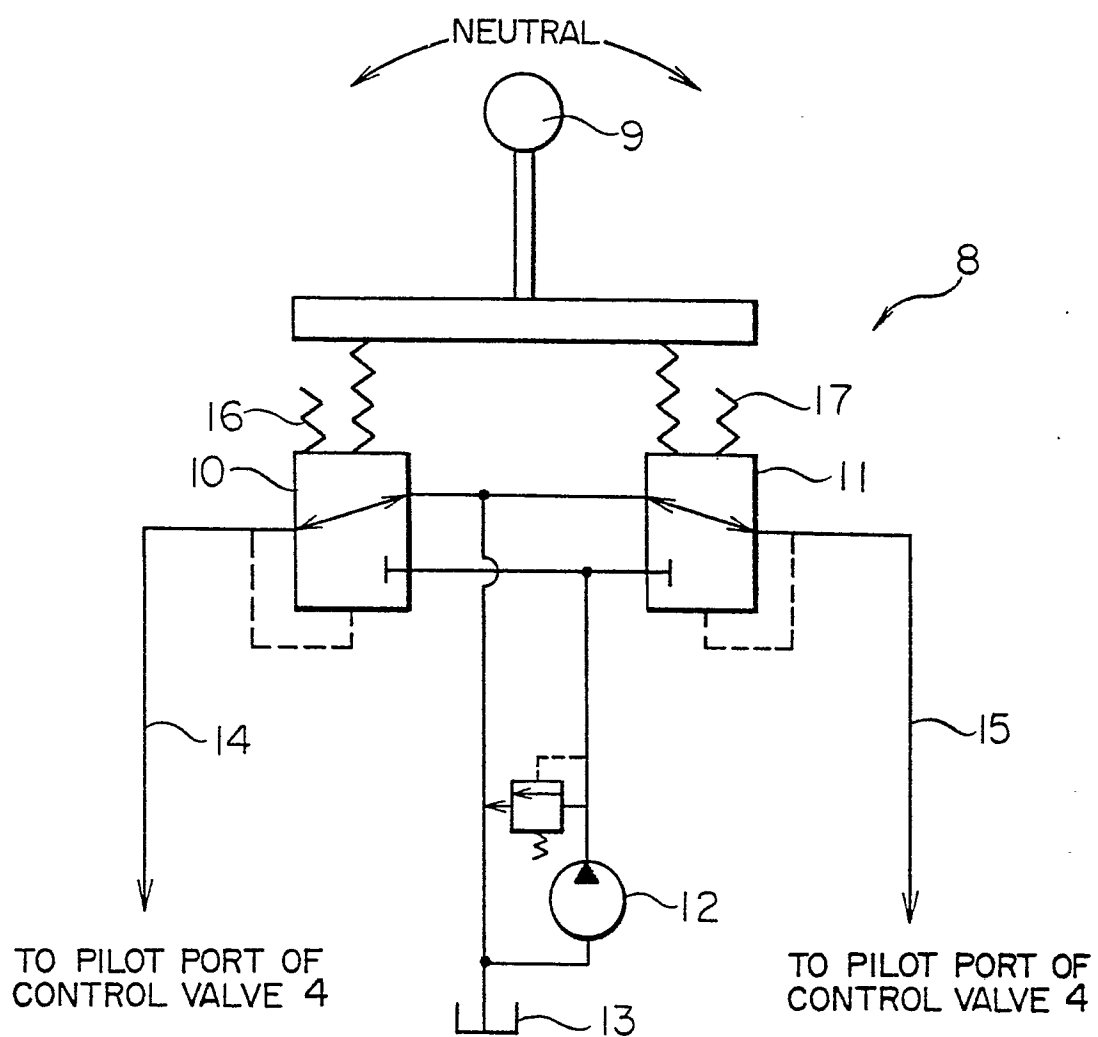 NEUTRAL
9
8
16
17
10
11
14
15
12
TO PILOT PORT OF
CONTROL VALVE 4
TO PILOT PORT OF
CONTROL VALVE 4
13